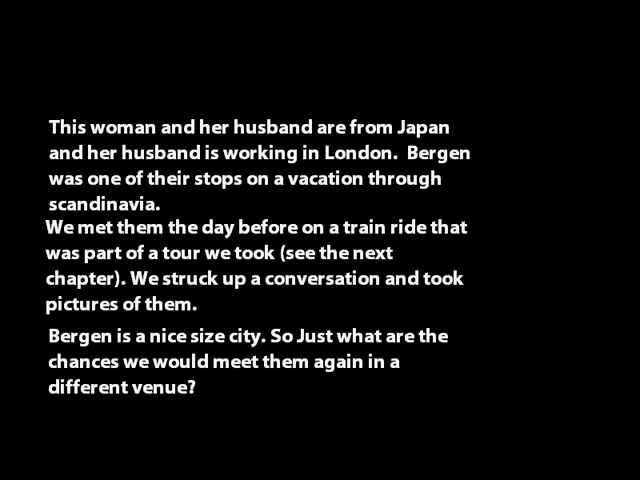 This woman and her husband are from Japan
and her husband is working in London.  Bergen
was one of their stops on a vacation through
scandinavia.
We met them the day before on a train ride that
was part of a tour we took (see the next
chapter). We struck up a conversation and took
pictures of them.
Bergen is a nice size city. So Just what are the
chances we would meet them again in a
different venue?